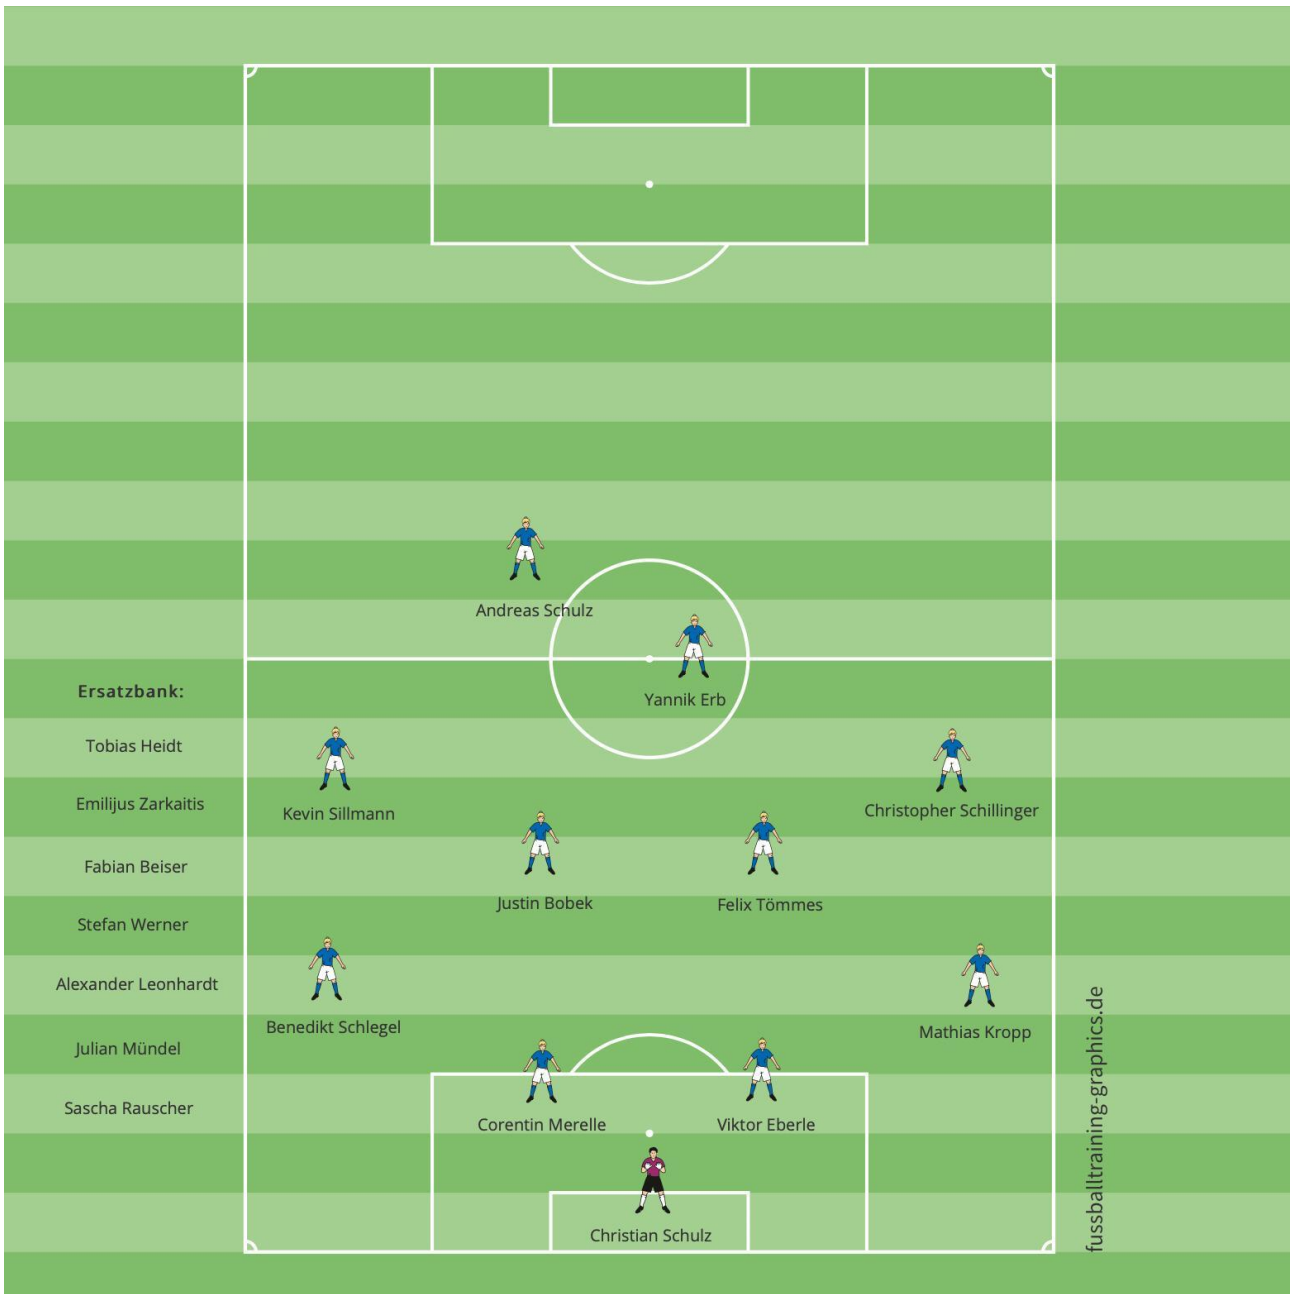 Andreas Schulz
Yannik Erb
Ersatzbank:
Tobias Heidt
Emilijus Zarkaitis
Fabian Beiser
Stefan Werner
Alexander Leonhardt
Julian Mündel
Sascha Rauscher
Kevin Sillmann
Christopher Schillinger
Justin Bobek
Felix Tömmes
Benedikt Schlegel
Mathias Kropp
Corentin Merelle
Viktor Eberle
Christian Schulz
fussballtraining-graphics.de